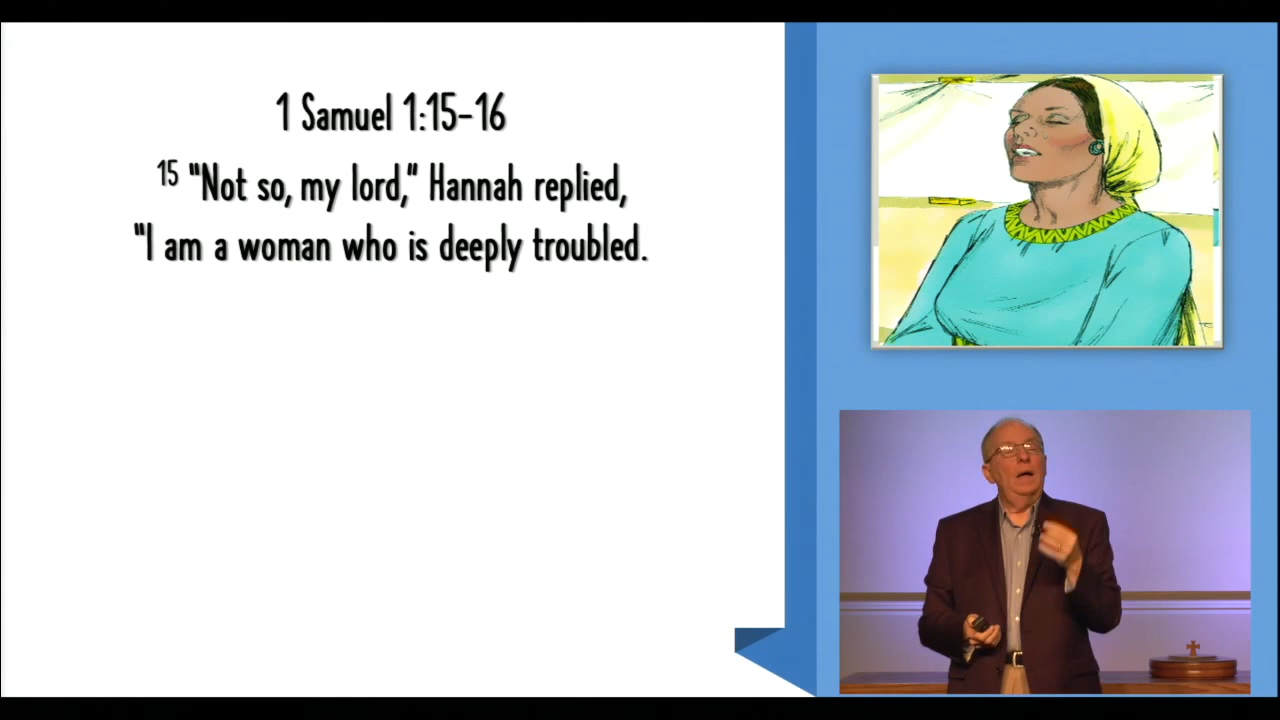 1 Samuel 1:15–16
15 “Not so, my lord,” Hannah replied,
“I am a woman who is deeply troubled.